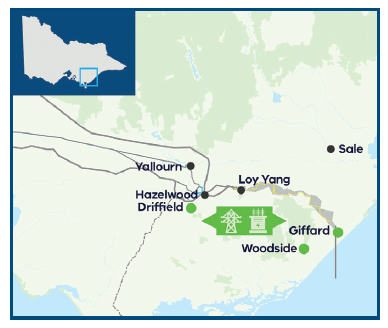 Sale
Yallourn
Loy Yang
Hazelwood
Driffield
Giffard
Woodside